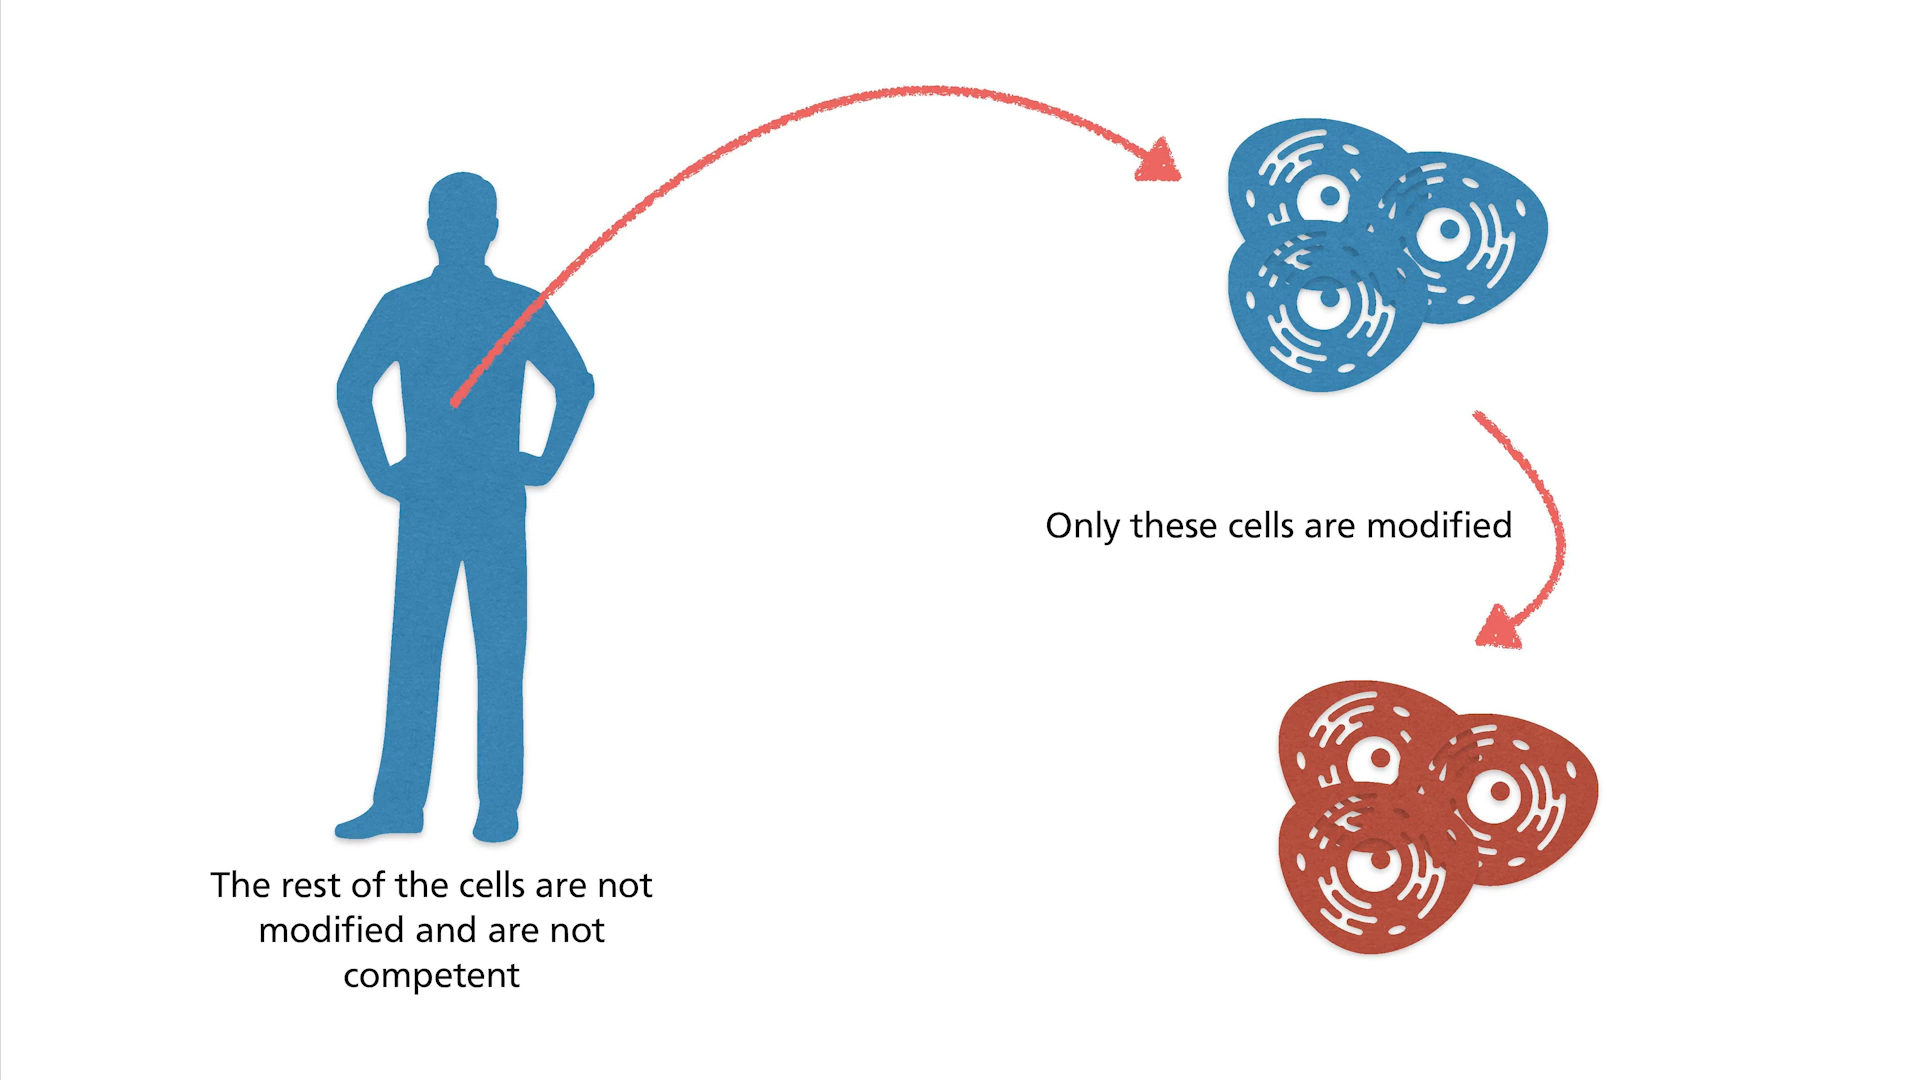 Only these cells are modified
The rest of the cells are not
modified and are not
competent